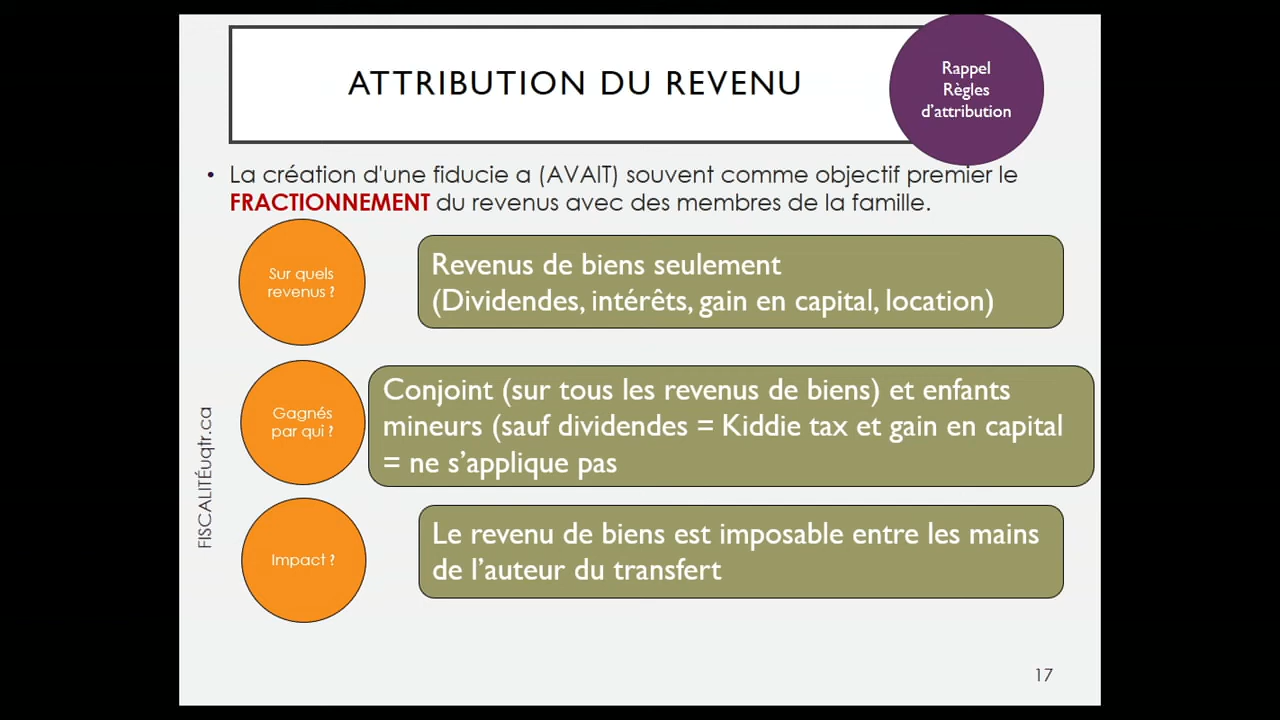 ATTRIBUTION DU REVENU
Rappel
Règles
d'attribution
• La création d'une fiducie a (AVAIT) souvent comme objectif premier le
FRACTIONNEMENT du revenus avec des membres de la famille.
Sur quels
revenus ?
Revenus de biens seulement
(Dividendes, intérêts, gain en capital, location)
Gagnés
par qui ?
Conjoint (sur tous les revenus de biens) et enfants
mineurs (sauf dividendes = Kiddie tax et gain en capital
= ne s'applique pas
Impact ?
Le revenu de biens est imposable entre les mains
de l'auteur du transfert
FISCALITÉuqtr.ca
17